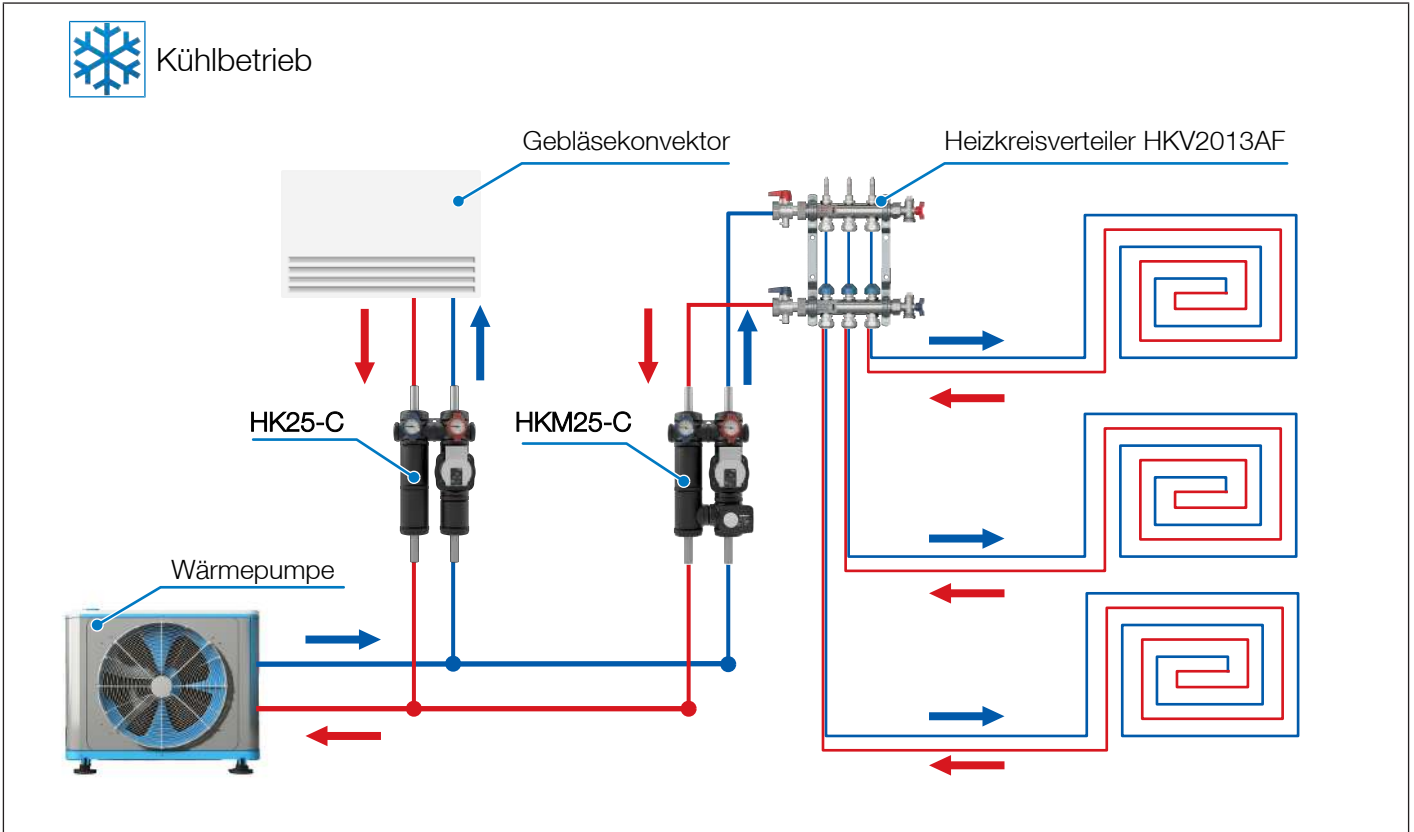 Kühlbetrieb
Gebläsekonvektor
Heizkreisverteiler HKV2013AF
HK25-C
HKM25-C
Wärmepumpe